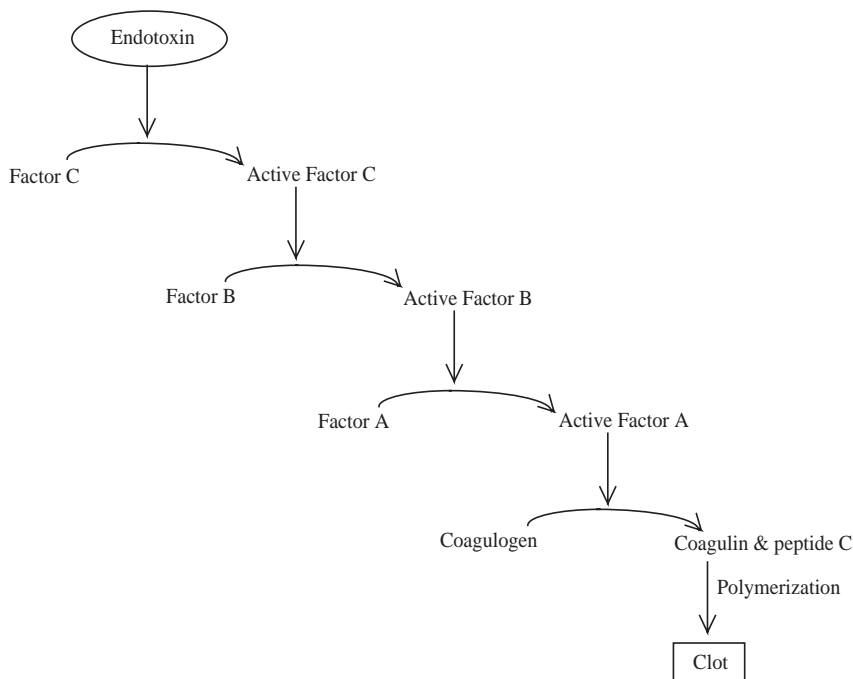 Endotoxin
Factor C
Active Factor C
Factor B
Active Factor B
Factor A
Active Factor A
Coagulogen
Coagulin & peptide C
Polymerization
Clot